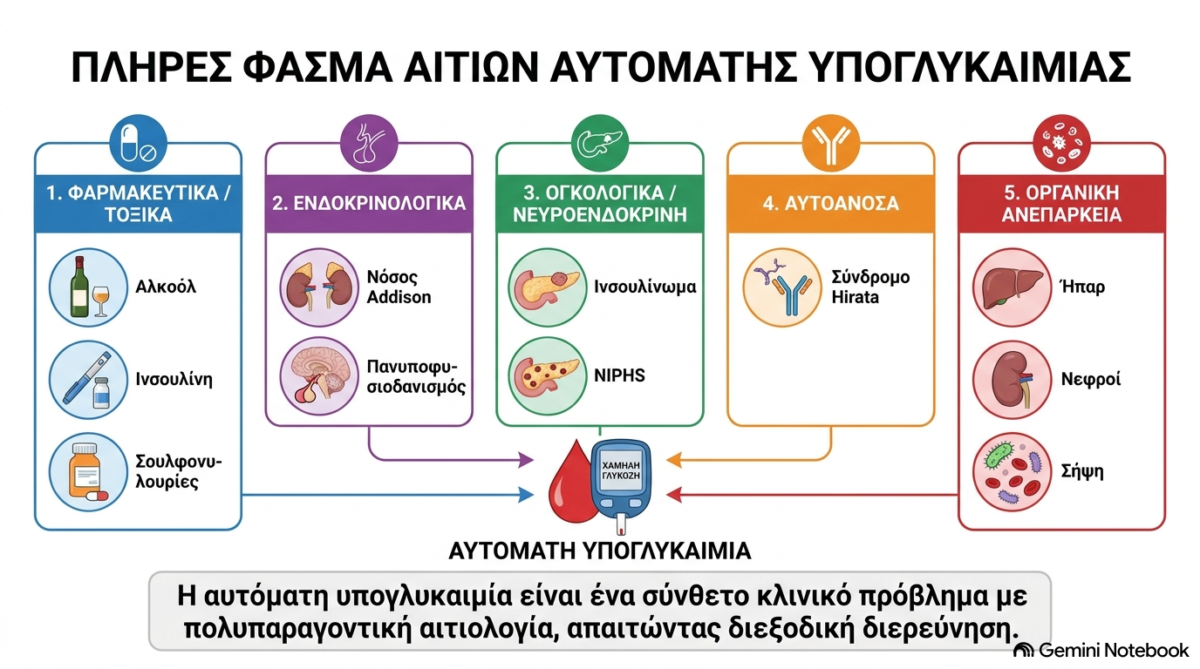 ΠΛΗΡΕΣ ΦΑΣΜΑ ΑΙΤΙΩΝ ΑΥΤΟΜΑΤΗΣ ΥΠΟΓΛΥΚΑΙΜΙΑΣ
1. ΦΑΡΜΑΚΕΥΤΙΚΑ /
ΤΟΞΙΚΑ
Αλκοόλ
Ινσουλίνη
Σουλφονυ-
λουρίες
2. ΕΝΔΟΚΡΙΝΟΛΟΓΙΚΑ
Νόσος
Addison
Πανυποφυ-
σιοδανισμός
3. ΟΓΚΟΛΟΓΙΚΑ /
ΝΕΥΡΟΕΝΔΟΚΡΙΝΗ
Ινσουλίνωμα
NIPHS
4. ΑΥΤΟΑΝΟΣΑ
Σύνδρομο
Hirata
5. ΟΡΓΑΝΙΚΗ
ΑΝΕΠΑΡΚΕΙΑ
Ήπαρ
Νεφροί
Σήψη
ΧΑΜΗΛΗ
ΓΛΥΚΟΖΗ
ΑΥΤΟΜΑΤΗ ΥΠΟΓΛΥΚΑΙΜΙΑ
Η αυτόματη υπογλυκαιμία είναι ένα σύνθετο κλινικό πρόβλημα με
πολυπαραγοντική αιτιολογία, απαιτώντας διεξοδική διερεύνηση.
Gemini Notebook